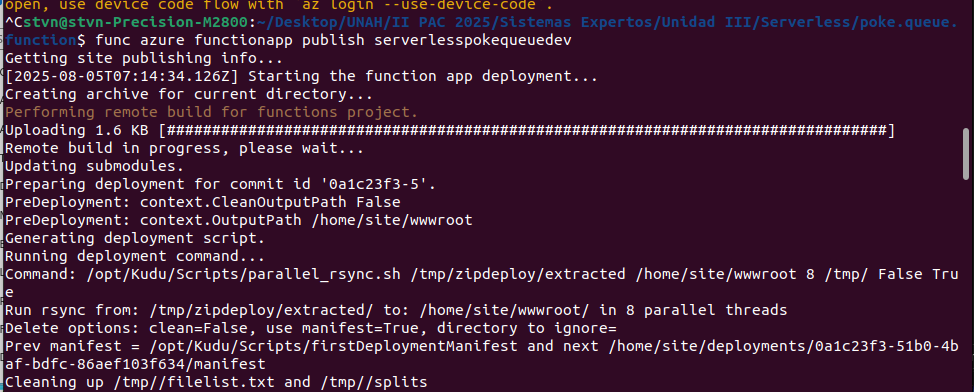 open, use device code flow with `az login --use-device-code`.
^Cstvn@stvn-Precision-M2800:~/Desktop/UNAH/II PAC 2025/Sistemas Expertos/Unidad III/Serverless/poke.queue.
function$ func azure functionapp publish serverlesspokequeuedev
Getting site publishing info...
[2025-08-05T07:14:34.126Z] Starting the function app deployment...
Creating archive for current directory...
Performing remote build for functions project.
Uploading 1.6 KB [################################################################################]
Remote build in progress, please wait...
Updating submodules.
Preparing deployment for commit id '0a1c23f3-5'.
PreDeployment: context.CleanOutputPath False
PreDeployment: context.OutputPath /home/site/wwwroot
Generating deployment script.
Running deployment command...
Command: /opt/Kudu/Scripts/parallel_rsync.sh /tmp/zipdeploy/extracted /home/site/wwwroot 8 /tmp/ False Tru
e
Run rsync from: /tmp/zipdeploy/extracted/ to: /home/site/wwwroot/ in 8 parallel threads
Delete options: clean=False, use manifest=True, directory to ignore=
Prev manifest = /opt/Kudu/Scripts/firstDeploymentManifest and next /home/site/deployments/0a1c23f3-51b0-4b
af-bdfc-86aef103f634/manifest
Cleaning up /tmp//filelist.txt and /tmp//splits